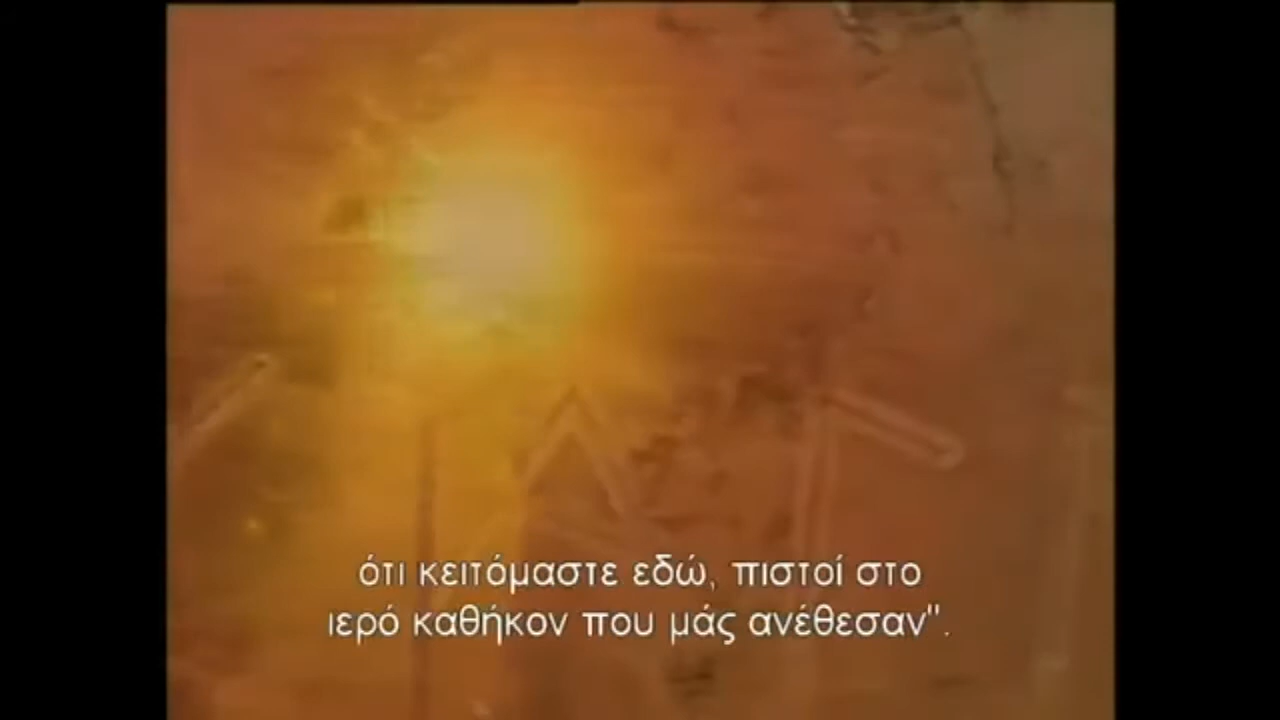 ότι κειτόμαστε εδώ, πιστοί στο
ιερό καθήκον που μάς ανέθεσαν".